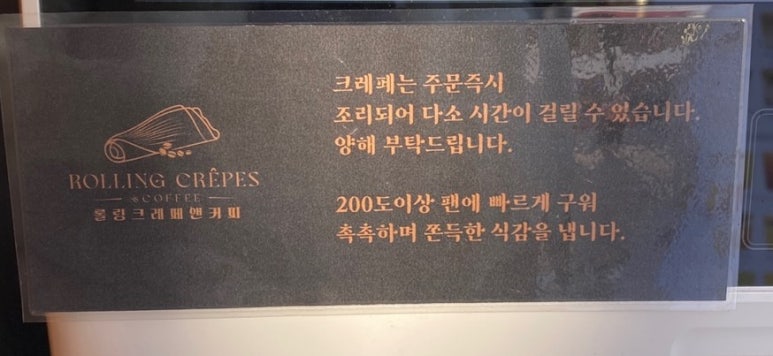 ROLLING CRÊPES
COFFEE
롤링크레페앤커피
크레페는 주문즉시
조리되어 다소 시간이 걸릴 수 있습니다.
양해 부탁드립니다.
200도이상 팬에 빠르게 구워
촉촉하며 쫀득한 식감을 냅니다.